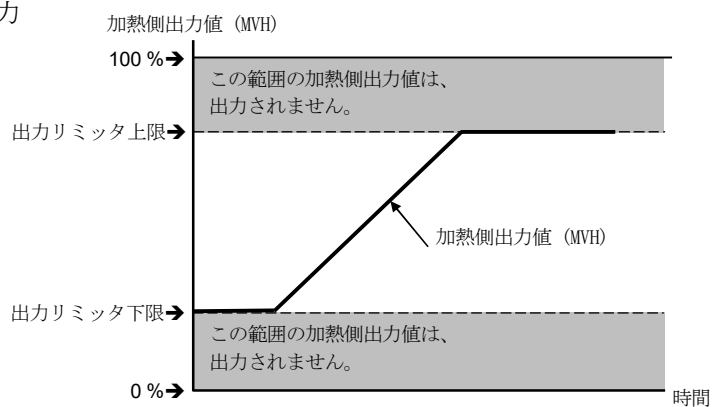 力
加熱側出力値 (MVH)
100 %➔
この範囲の加熱側出力値は、
出力されません。
出力リミッタ上限➔
加熱側出力値 (MVH)
出力リミッタ下限➔
この範囲の加熱側出力値は、
出力されません。
0 %➔
時間